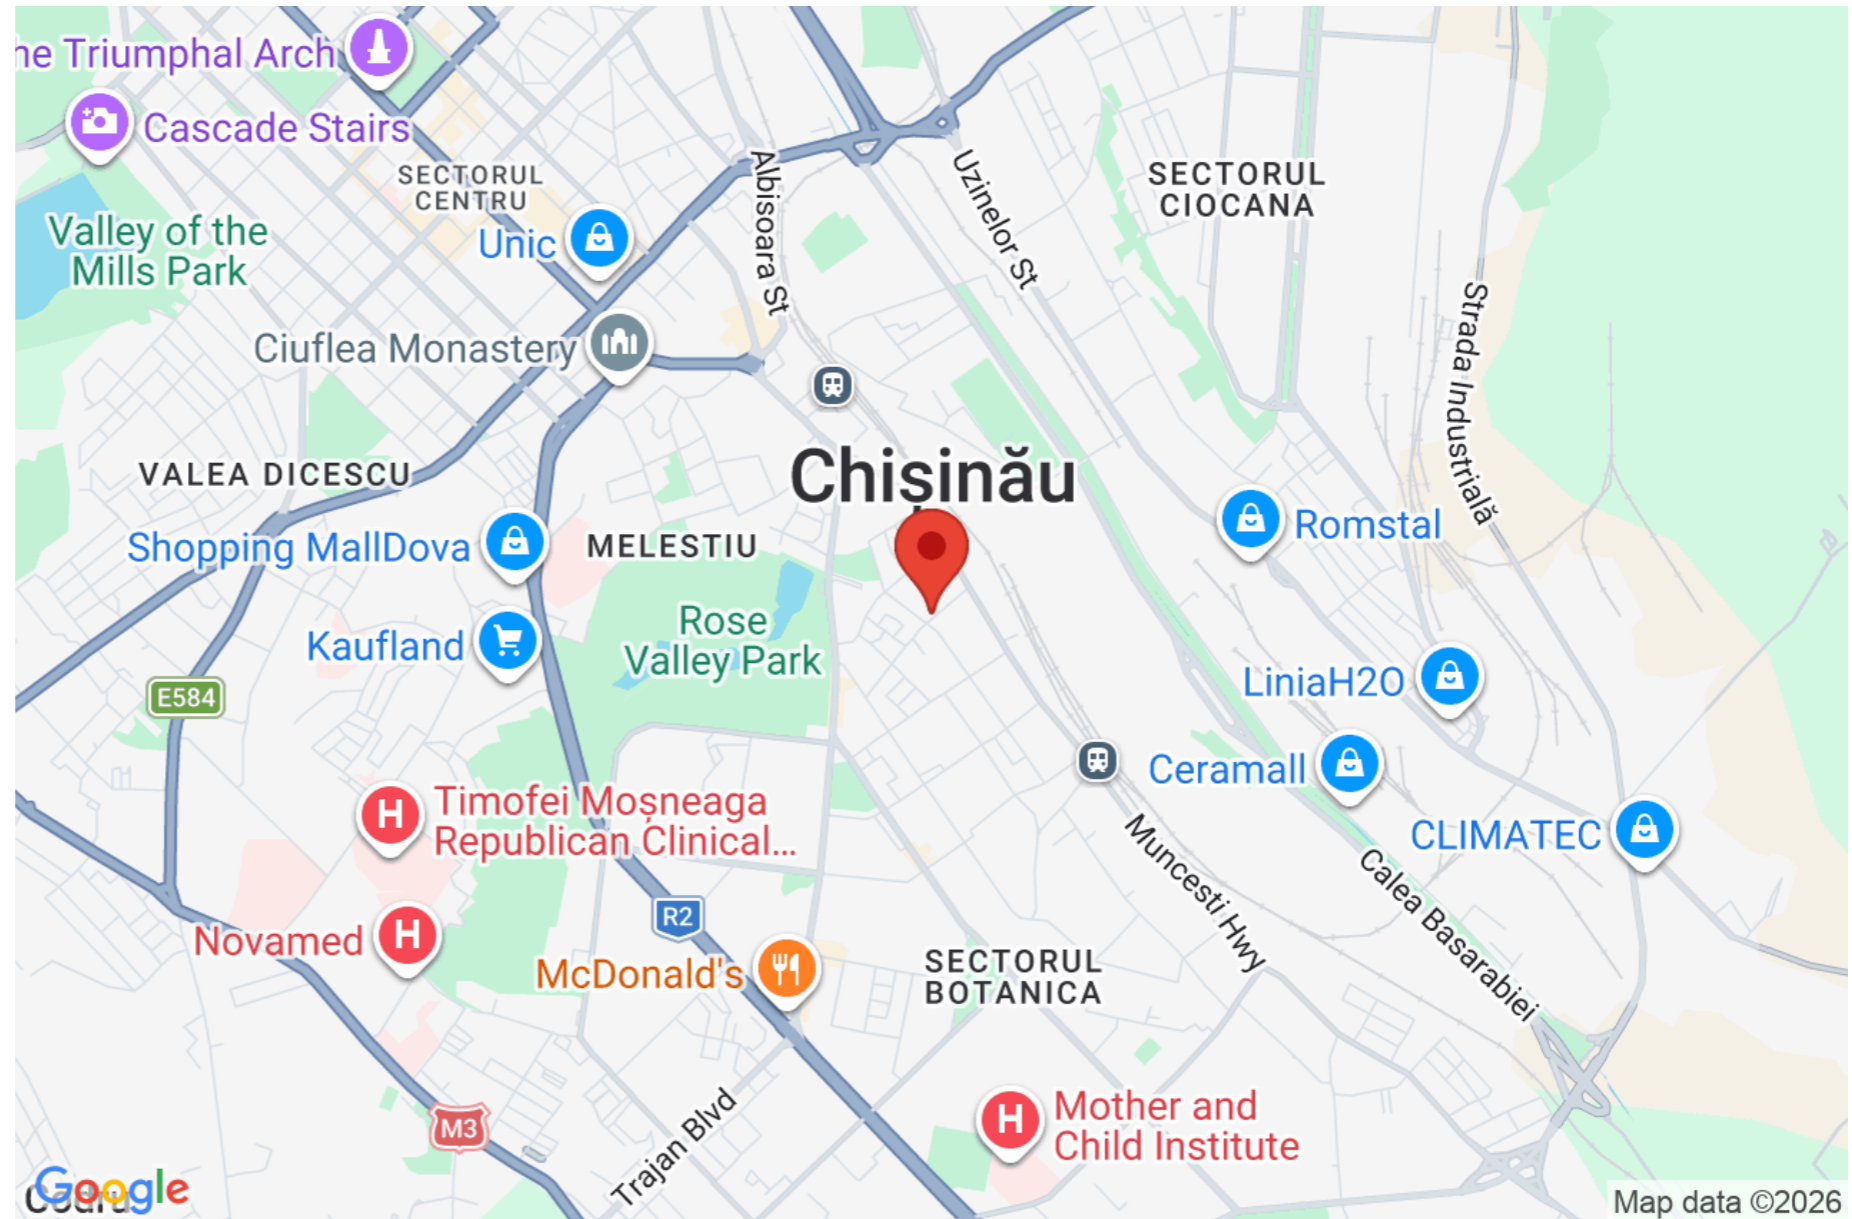 he Triumphal Arch
Cascade Stairs
SECTORUL
CENTRU
Albisoara St
Uzinelor St
SECTORUL
CIOCANA
Valley of the
Mills Park
Unic
Strada Industrială
Ciuflea Monastery
VALEA DICESCU
Chișinău
Shopping MallDova
MELESTIU
Romstal
Rose
Valley Park
Kaufland
E584
LiniaH2O
Ceramall
Timofei Moșneaga
Republican Clinical...
Muncesti Hwy
CLIMATEC
Calea Basarabiei
R2
Novamed
McDonald's
SECTORUL
BOTANICA
M3
Trajan Blvd
Mother and
Child Institute
Codru
Google
Map data ©2026